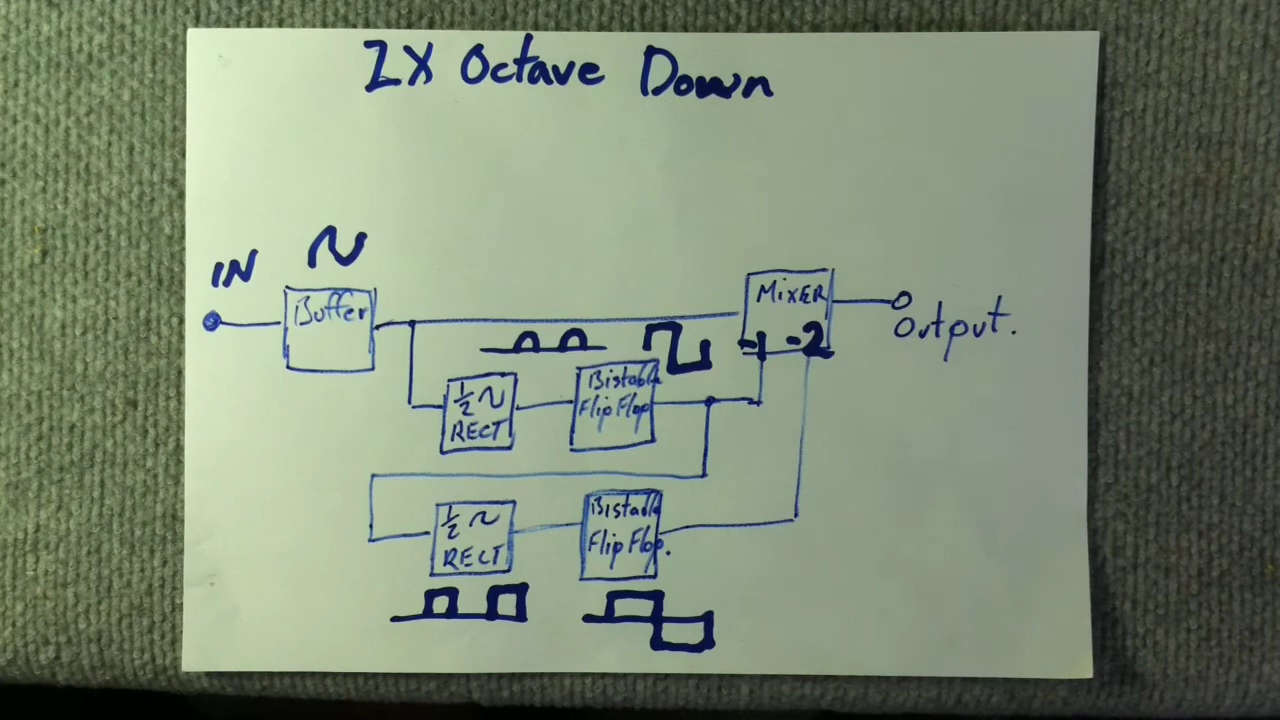 2X Octave Down
IN
Buffer
MIXER
-1 -2
Output.
1/2
RECT
Bistable
Flip Flop
1/2
RECT
Bistable
Flip Flop.